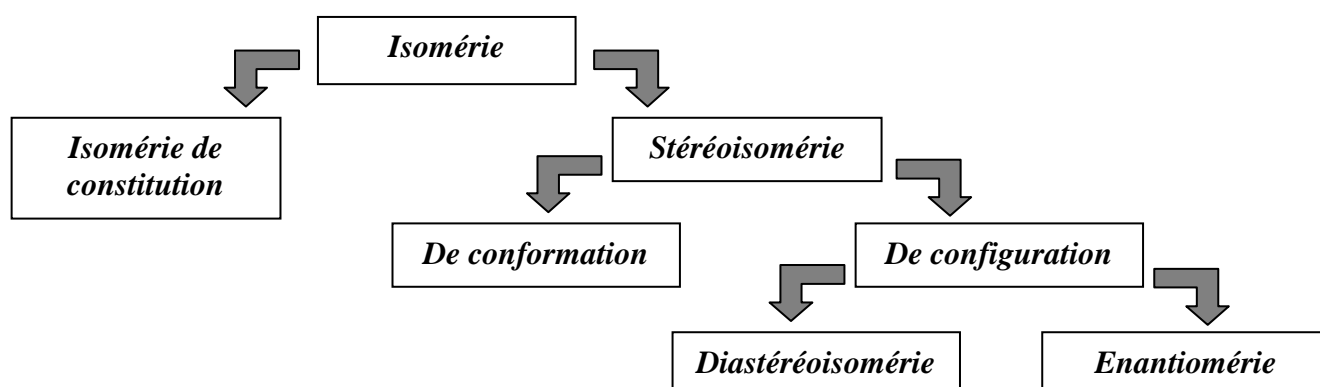 Isomérie
Isomérie de
constitution
Stéréoisomérie
De conformation
De configuration
Diastéréoisomérie
Enantiomérie